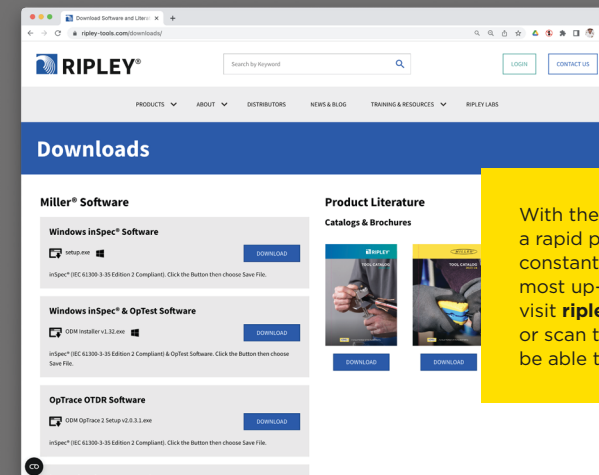 Download Software and Literat
ripley-tools.com/downloads/
RIPLEY®
Search by Keyword
LOGIN
CONTACT US
PRODUCTS
ABOUT
DISTRIBUTORS
NEWS & BLOG
TRAINING & RESOURCES
RIPLEY LABS
Downloads
Miller® Software
Windows inSpec® Software
setup.exe
DOWNLOAD
inSpec® (IEC 61300-3-35 Edition 2 Compliant). Click the Button then choose Save File.
Windows inSpec® & OpTest Software
ODM Installer v1.32.exe
DOWNLOAD
inSpec® (IEC 61300-3-35 Edition 2 Compliant) & OpTest Software. Click the Button then choose
Save File.
OpTrace OTDR Software
ODM OpTrace 2 Setup v2.0.3.1.exe
DOWNLOAD
inSpec® (IEC 61300-3-35 Edition 2 Compliant). Click the Button then choose Save File.
Product Literature
Catalogs & Brochures
RIPLEY
TOOL CATALOG
DOWNLOAD
MILLER
TOOL CATALOG
DOWNLOAD
With the
a rapid p
constant
most up-
visit riple
or scan t
be able t